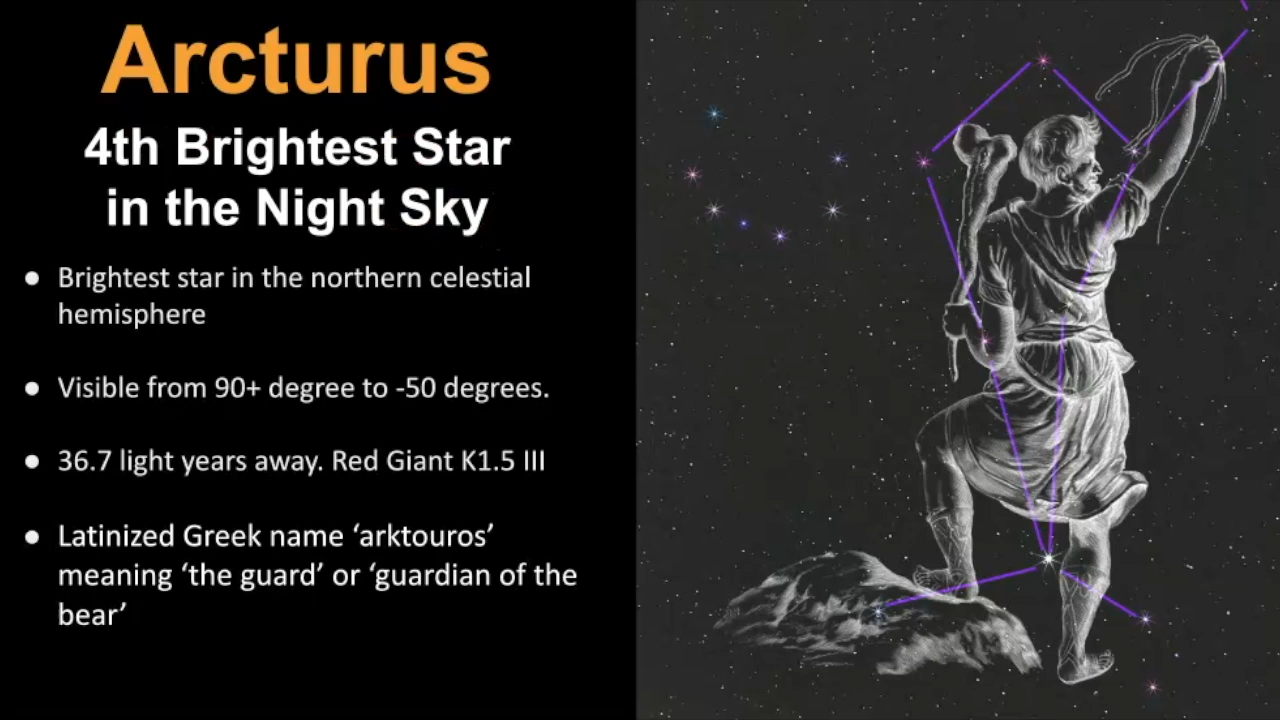 Arcturus
4th Brightest Star
in the Night Sky
● Brightest star in the northern celestial
hemisphere
● Visible from 90+ degree to -50 degrees.
● 36.7 light years away. Red Giant K1.5 III
● Latinized Greek name ‘arktouros’
meaning ‘the guard’ or ‘guardian of the
bear’